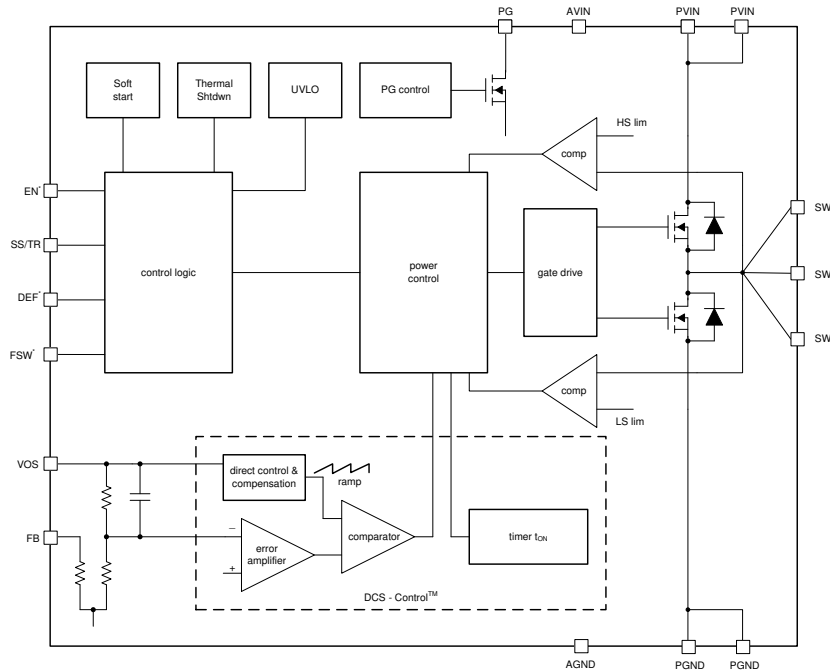 PG
AVIN
PVIN
PVIN
Soft
start
Thermal
Shtdwn
UVLO
PG control
HS lim
comp
EN*
SS/TR
DEF*
FSW*
control logic
power
control
gate drive
SW
SW
SW
comp
LS lim
VOS
FB
direct control &
compensation
ramp
−
+
error
amplifier
comparator
timer tON
DCS - Control™
AGND
PGND
PGND